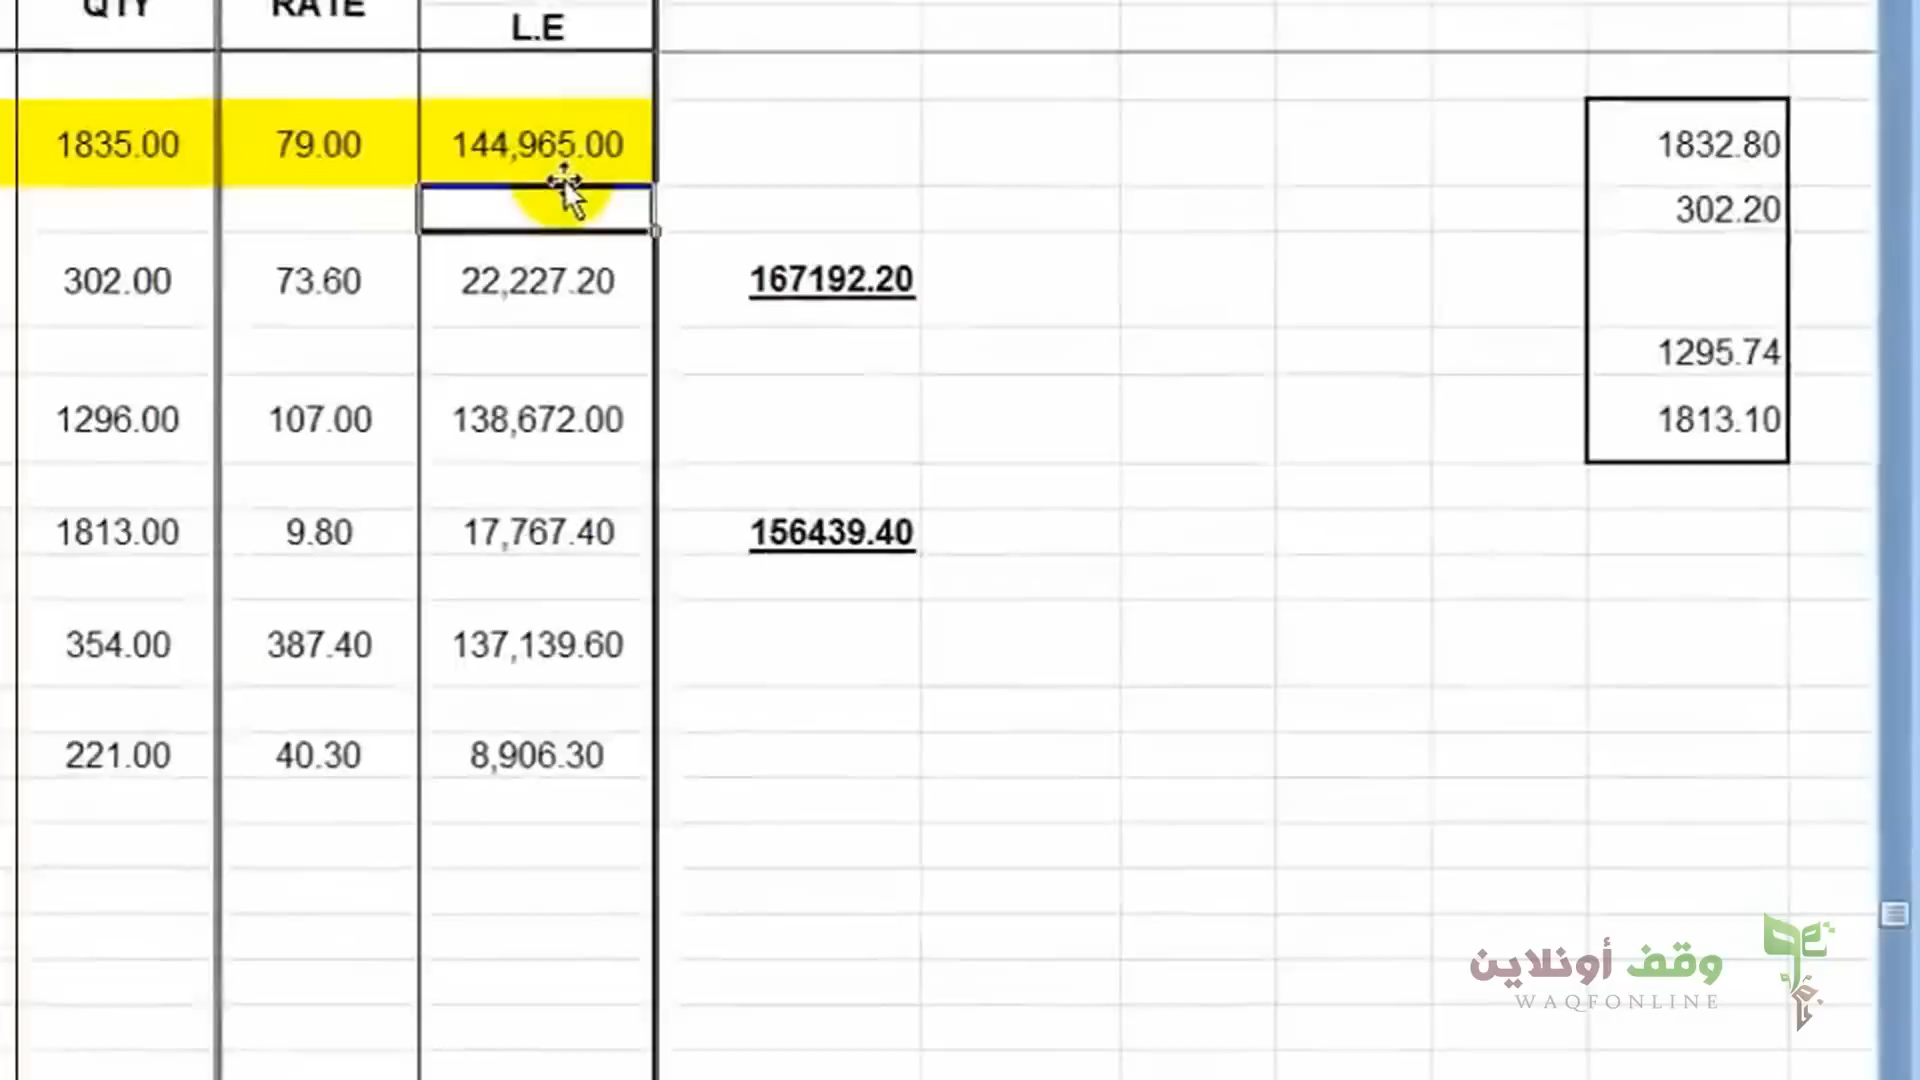 QTY RATE
L.E
1835.00 79.00 144,965.00 1832.80
302.20
302.00 73.60 22,227.20 167192.20
1295.74
1296.00 107.00 138,672.00 1813.10
1813.00 9.80 17,767.40 156439.40
354.00 387.40 137,139.60
221.00 40.30 8,906.30
وقف أونلاين
WAQFONLINE